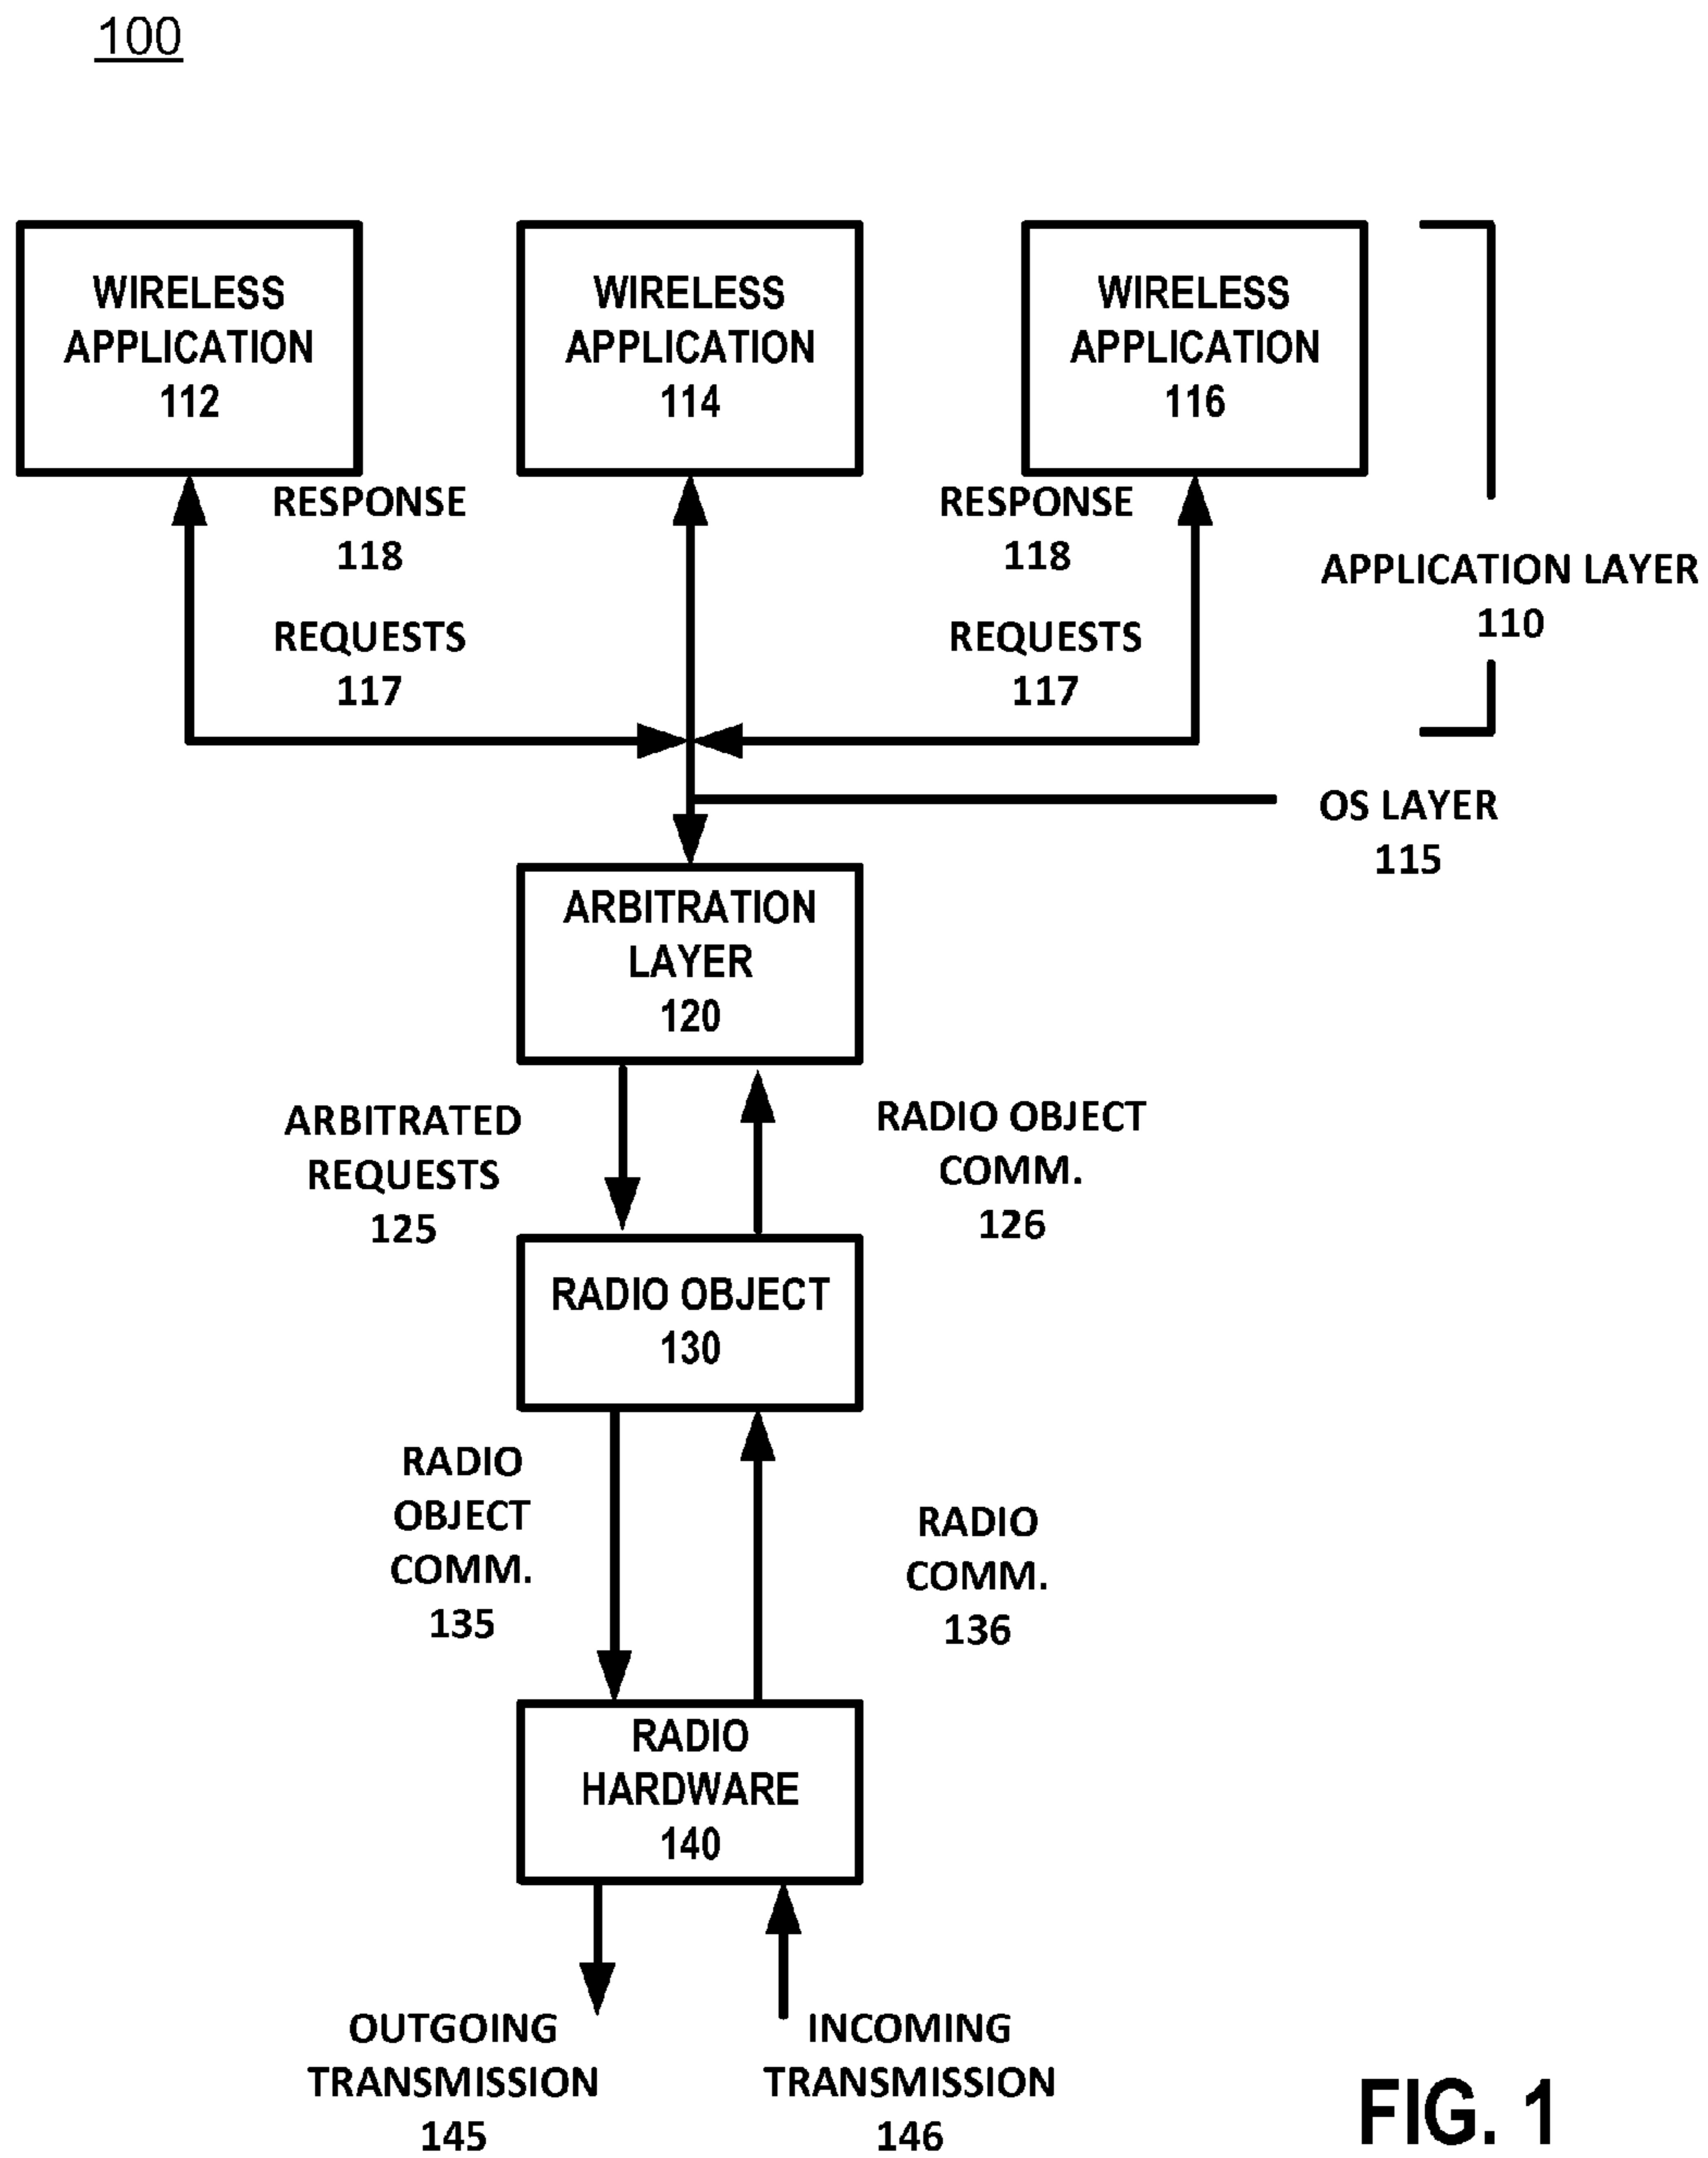 100
WIRELESS
APPLICATION
112
WIRELESS
APPLICATION
114
WIRELESS
APPLICATION
116
RESPONSE
118
REQUESTS
117
RESPONSE
118
REQUESTS
117
APPLICATION LAYER
110
OS LAYER
115
ARBITRATION
LAYER
120
ARBITRATED
REQUESTS
125
RADIO OBJECT
COMM.
126
RADIO OBJECT
130
RADIO
OBJECT
COMM.
135
RADIO
COMM.
136
RADIO
HARDWARE
140
OUTGOING
TRANSMISSION
145
INCOMING
TRANSMISSION
146
FIG. 1